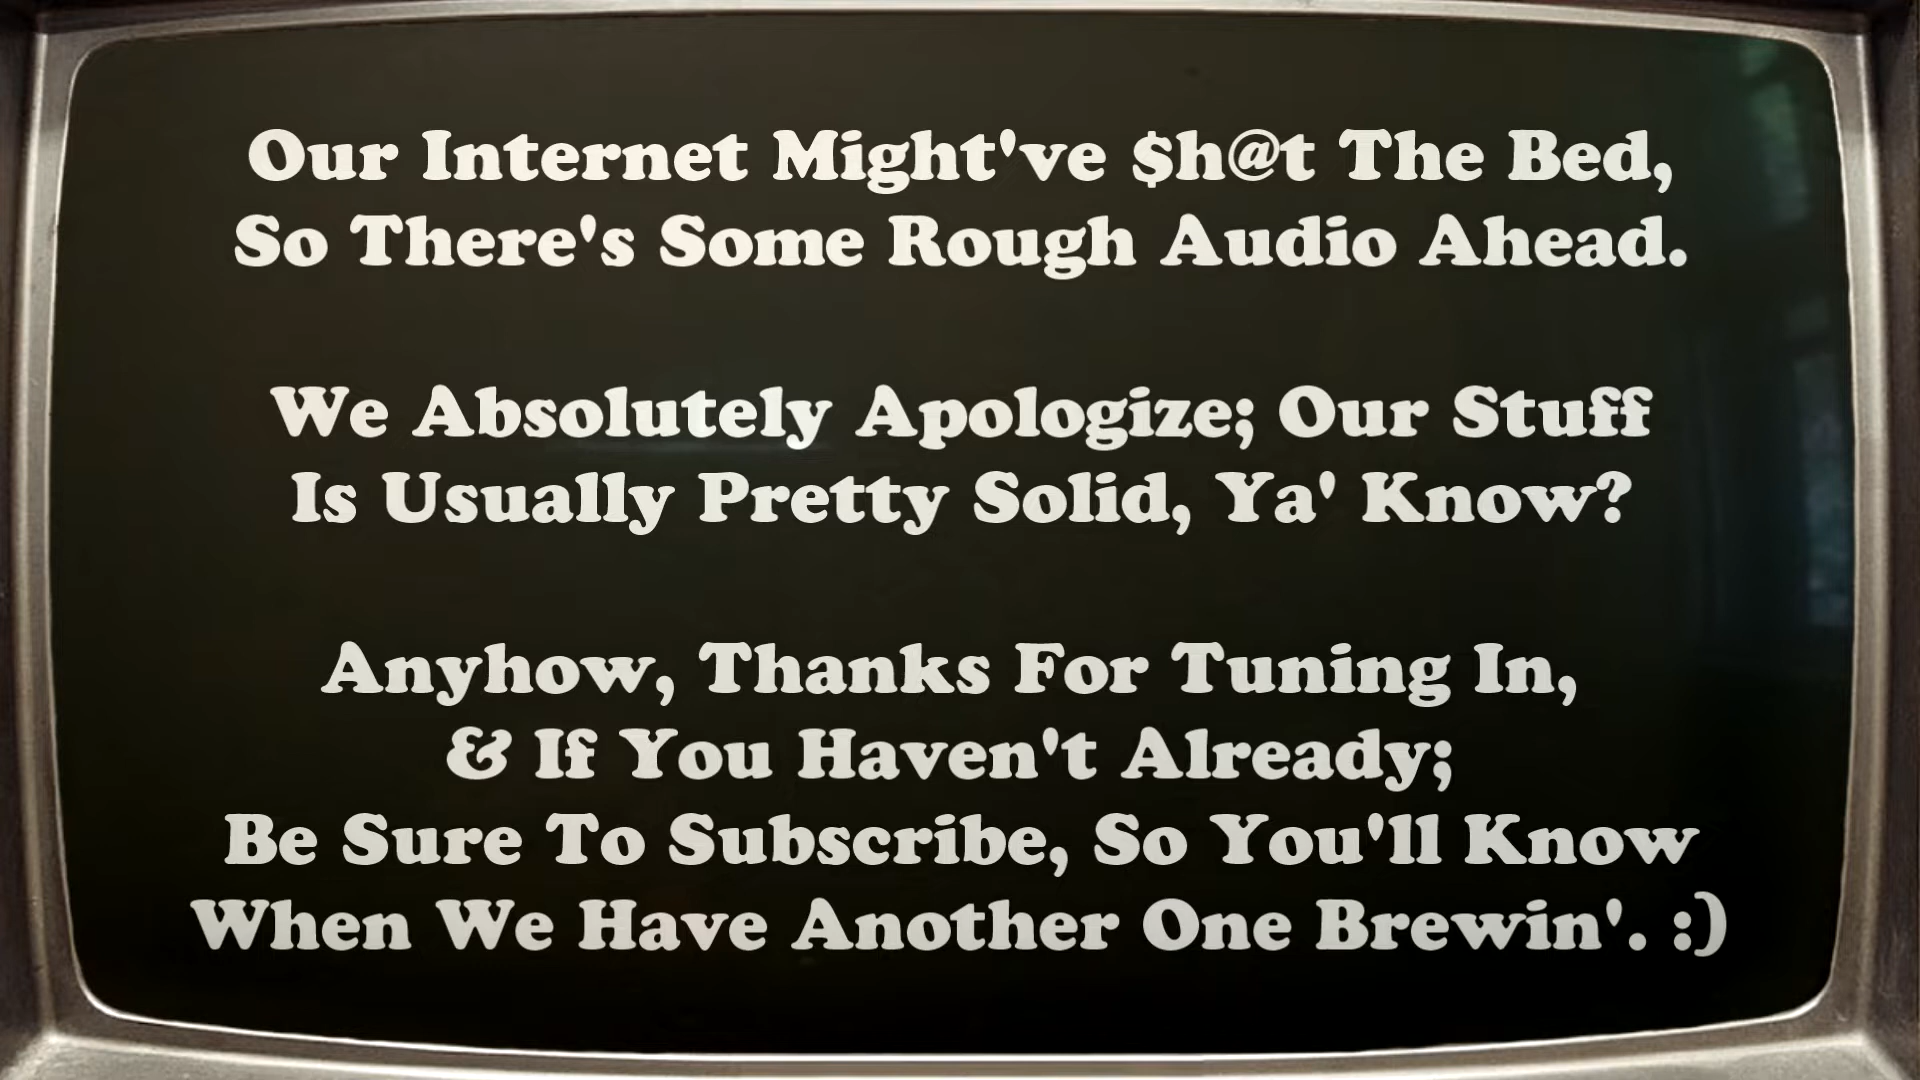 Our Internet Might've $h@t The Bed,
So There's Some Rough Audio Ahead.
We Absolutely Apologize; Our Stuff
Is Usually Pretty Solid, Ya' Know?
Anyhow, Thanks For Tuning In,
& If You Haven't Already;
Be Sure To Subscribe, So You'll Know
When We Have Another One Brewin'. :)